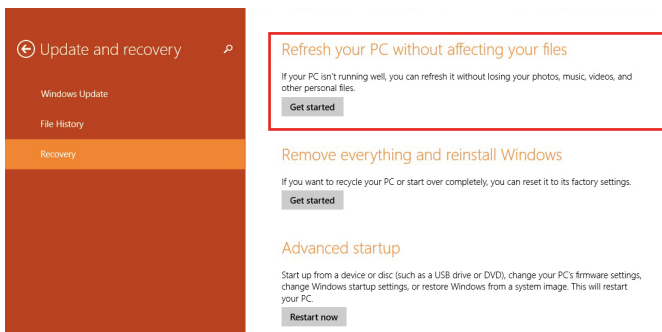 Update and recovery
Windows Update
File History
Recovery
Refresh your PC without affecting your files
If your PC isn't running well, you can refresh it without losing your photos, music, videos, and
other personal files.
Get started
Remove everything and reinstall Windows
If you want to recycle your PC or start over completely, you can reset it to its factory settings.
Get started
Advanced startup
Start up from a device or disc (such as a USB drive or DVD), change your PC's firmware settings,
change Windows startup settings, or restore Windows from a system image. This will restart
your PC.
Restart now